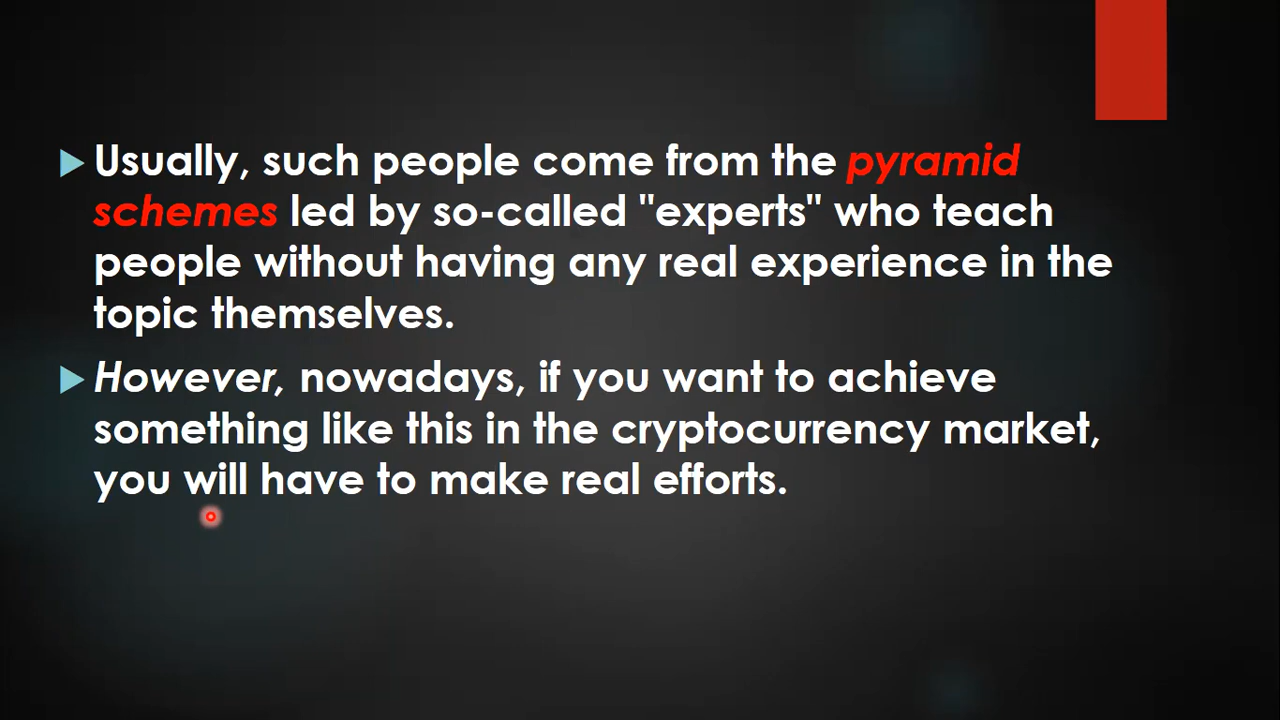 Usually, such people come from the pyramid
schemes led by so-called "experts" who teach
people without having any real experience in the
topic themselves.
However, nowadays, if you want to achieve
something like this in the cryptocurrency market,
you will have to make real efforts.